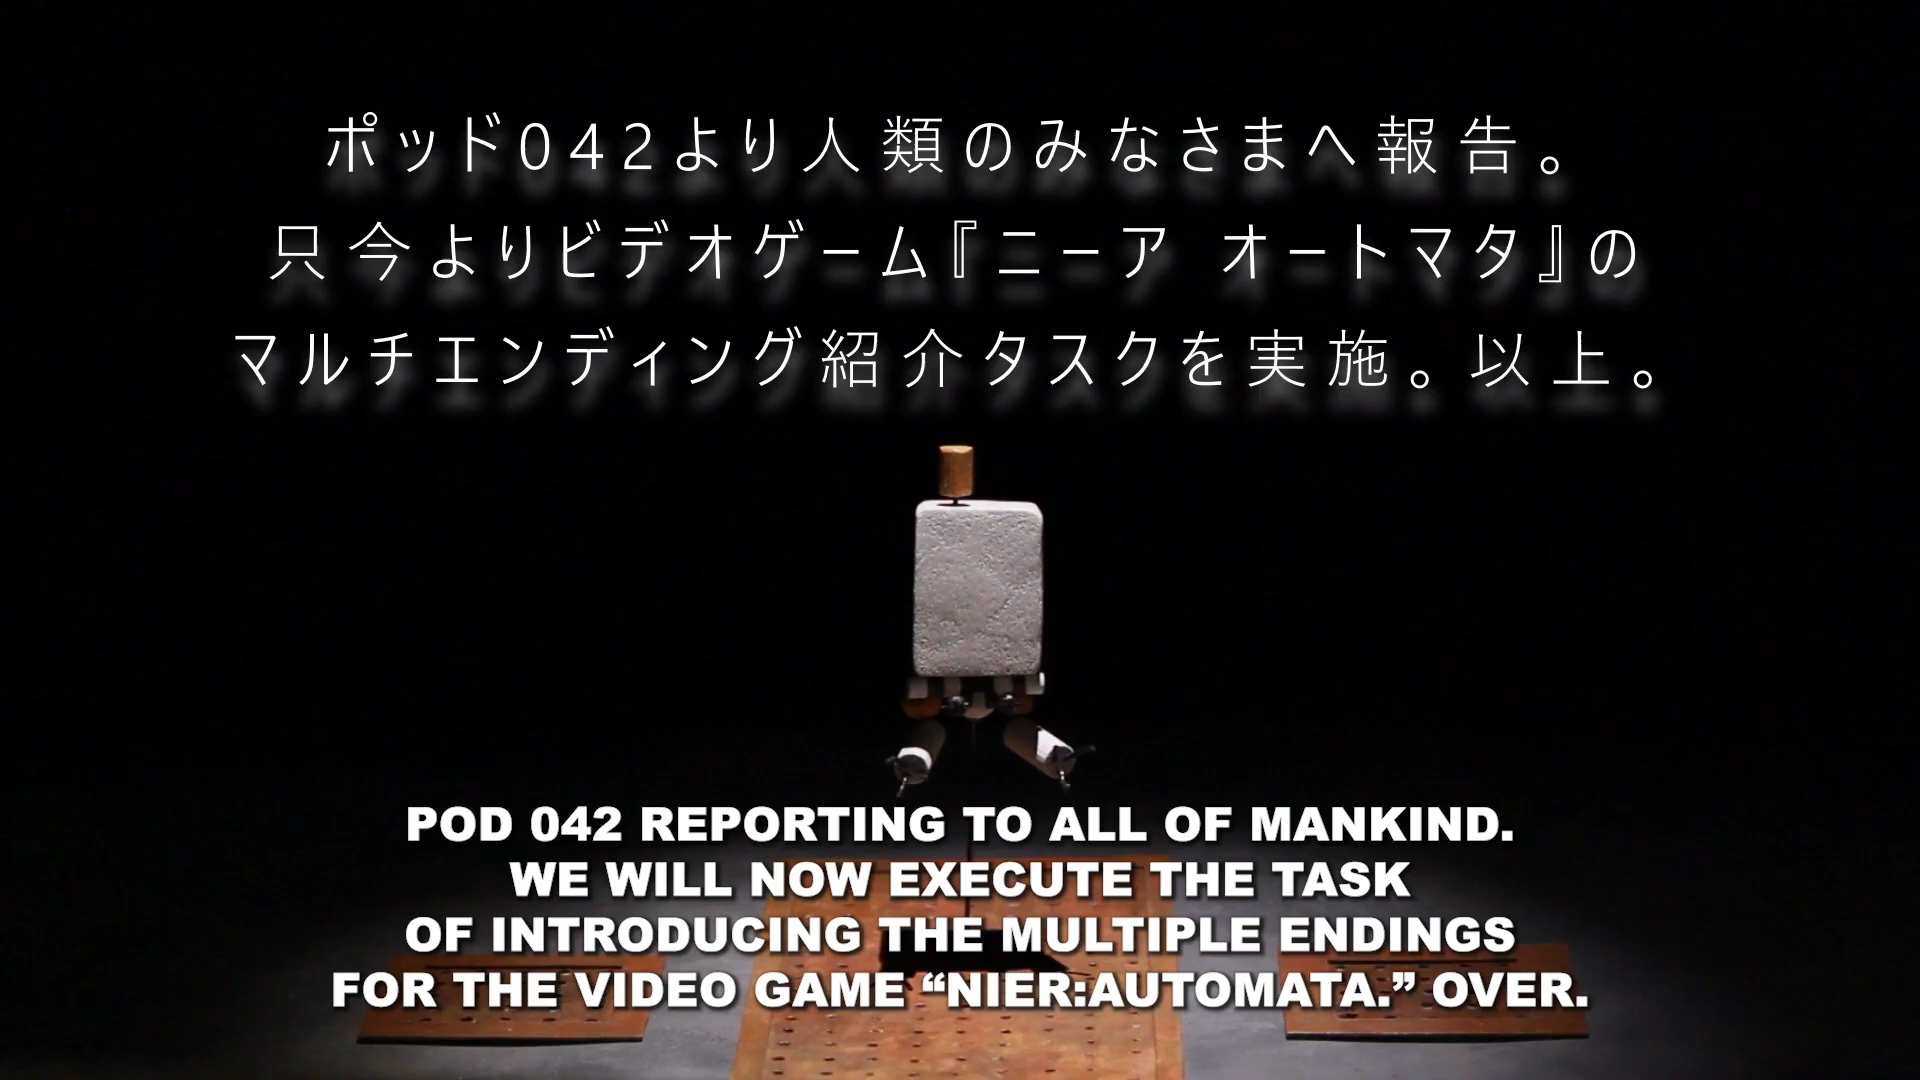 ポッド042より人類のみなさまへ報告。
只今よりビデオゲーム『ニーア オートマタ』の
マルチエンディング紹介タスクを実施。以上。
POD 042 REPORTING TO ALL OF MANKIND.
WE WILL NOW EXECUTE THE TASK
OF INTRODUCING THE MULTIPLE ENDINGS
FOR THE VIDEO GAME “NIER:AUTOMATA.” OVER.